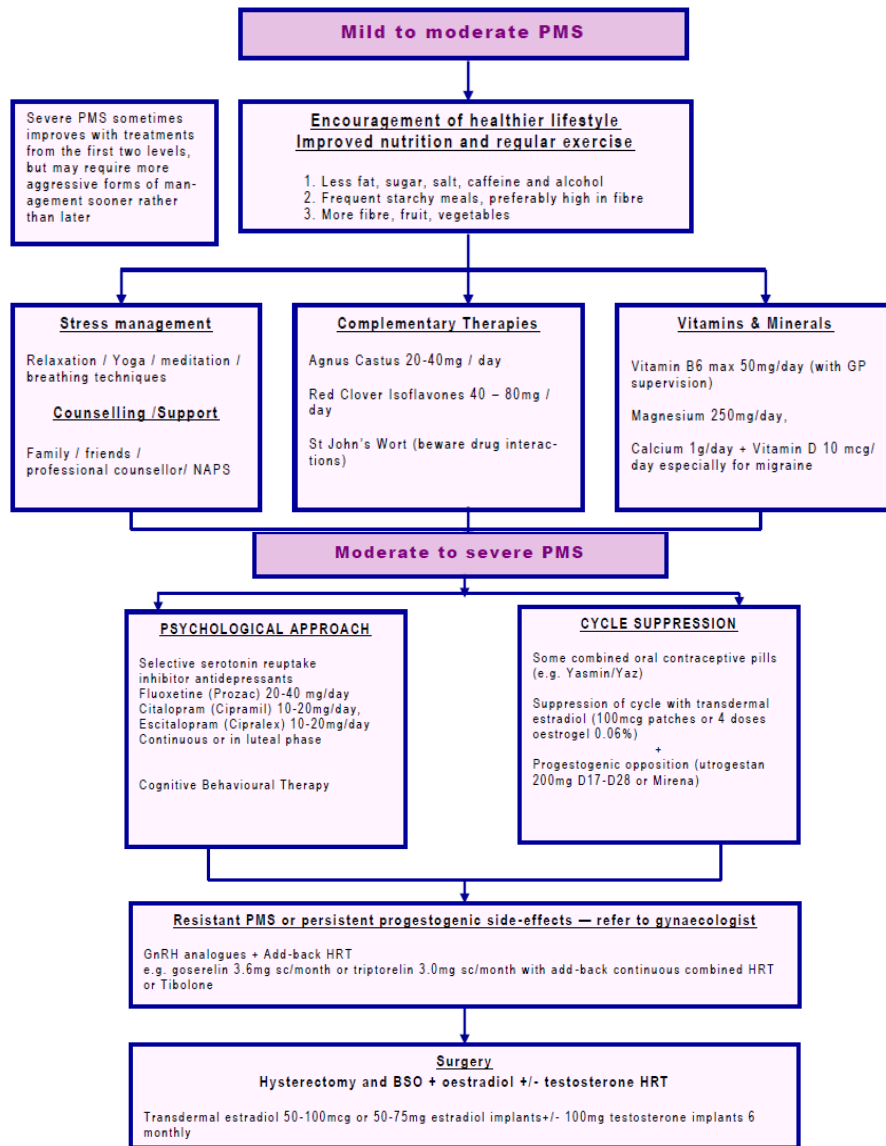 Mild to moderate PMS
Severe PMS sometimes
improves with treatments
from the first two levels,
but may require more
aggressive forms of man-
agement sooner rather
than later
Encouragement of healthier lifestyle
Improved nutrition and regular exercise
1. Less fat, sugar, salt, caffeine and alcohol
2. Frequent starchy meals, preferably high in fibre
3. More fibre, fruit, vegetables
Stress management
Relaxation / Yoga / meditation /
breathing techniques
Counselling /Support
Family / friends /
professional counsellor/ NAPS
Complementary Therapies
Agnus Castus 20-40mg / day
Red Clover Isoflavones 40 – 80mg /
day
St John's Wort (beware drug interac-
tions)
Vitamins & Minerals
Vitamin B6 max 50mg/day (with GP
supervision)
Magnesium 250mg/day,
Calcium 1g/day + Vitamin D 10 mcg/
day especially for migraine
Moderate to severe PMS
PSYCHOLOGICAL APPROACH
Selective serotonin reuptake
inhibitor antidepressants
Fluoxetine (Prozac) 20-40 mg/day
Citalopram (Cipramil) 10-20mg/day,
Escitalopram (Cipralex) 10-20mg/day
Continuous or in luteal phase
Cognitive Behavioural Therapy
CYCLE SUPPRESSION
Some combined oral contraceptive pills
(e.g. Yasmin/Yaz)
Suppression of cycle with transdermal
estradiol (100mcg patches or 4 doses
oestrogel 0.06%)
+
Progestogenic opposition (utrogestan
200mg D17-D28 or Mirena)
Resistant PMS or persistent progestogenic side-effects — refer to gynaecologist
GnRH analogues + Add-back HRT
e.g. goserelin 3.6mg sc/month or triptorelin 3.0mg sc/month with add-back continuous combined HRT
or Tibolone
Surgery
Hysterectomy and BSO + oestradiol +/- testosterone HRT
Transdermal estradiol 50-100mcg or 50-75mg estradiol implants+/- 100mg testosterone implants 6
monthly